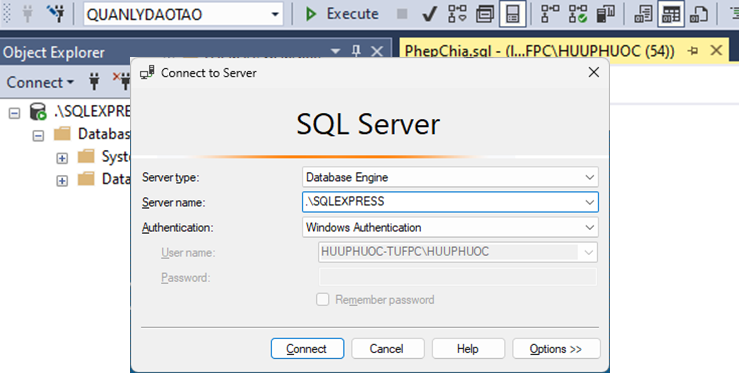 QUANLYDAOTAO
Execute
Object Explorer
PhepChia.sql - (l...FPC\HUUPHUOC (54))
Connect
Connect to Server
.\SQLEXPRE
SQL Server
Databas
Syst
Data
Server type:
Database Engine
Server name:
.\SQLEXPRESS
Authentication:
Windows Authentication
User name:
HUUPHUOC-TUFPC\HUUPHUOC
Password:
Remember password
Connect
Cancel
Help
Options >>